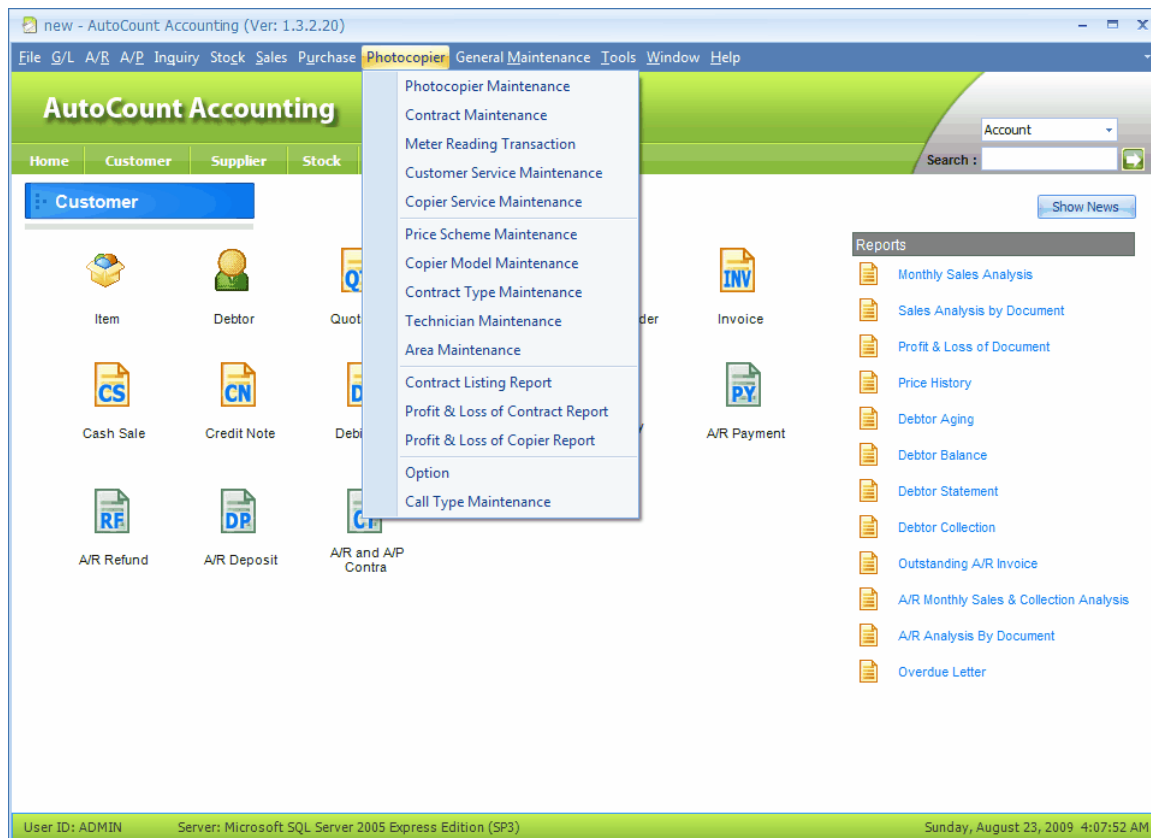 new - AutoCount Accounting (Ver: 1.3.2.20)
File G/L A/R A/P Inquiry Stock Sales Purchase Photocopier General Maintenance Tools Window Help
AutoCount Accounting
Account
Home Customer Supplier Stock
Search :
Customer
Show News
Photocopier Maintenance
Contract Maintenance
Meter Reading Transaction
Customer Service Maintenance
Copier Service Maintenance
Price Scheme Maintenance
Copier Model Maintenance
Contract Type Maintenance
Technician Maintenance
Area Maintenance
Contract Listing Report
Profit & Loss of Contract Report
Profit & Loss of Copier Report
Option
Call Type Maintenance
INV
Item Debtor Quot der Invoice
CS CN D PY
Cash Sale Credit Note Debi A/R Payment
RF DP
A/R Refund A/R Deposit A/R and A/P
Contra
Reports
Monthly Sales Analysis
Sales Analysis by Document
Profit & Loss of Document
Price History
Debtor Aging
Debtor Balance
Debtor Statement
Debtor Collection
Outstanding A/R Invoice
A/R Monthly Sales & Collection Analysis
A/R Analysis By Document
Overdue Letter
User ID: ADMIN Server: Microsoft SQL Server 2005 Express Edition (SP3) Sunday, August 23, 2009 4:07:52 AM